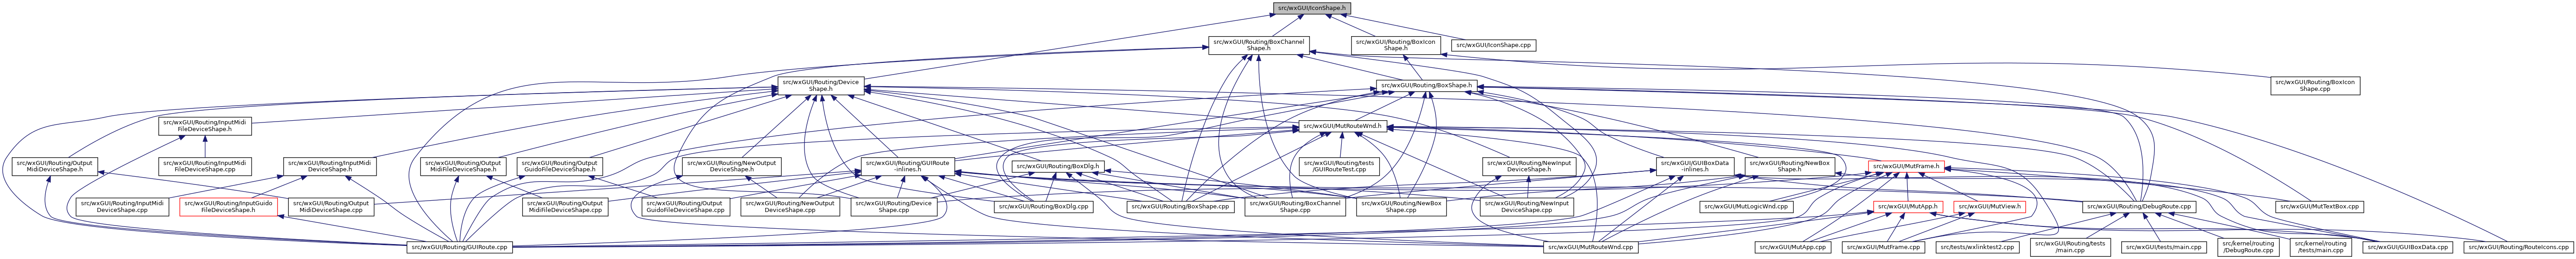 src/wxGUI/IconShape.h
src/wxGUI/Routing/BoxChannel
Shape.h
src/wxGUI/Routing/BoxIcon
Shape.h
src/wxGUI/IconShape.cpp
src/wxGUI/Routing/Device
Shape.h
src/wxGUI/Routing/BoxShape.h
src/wxGUI/Routing/BoxIcon
Shape.cpp
src/wxGUI/Routing/InputMidi
FileDeviceShape.h
src/wxGUI/MutRouteWnd.h
src/wxGUI/Routing/Output
MidiDeviceShape.h
src/wxGUI/Routing/InputMidi
FileDeviceShape.cpp
src/wxGUI/Routing/InputMidi
DeviceShape.h
src/wxGUI/Routing/Output
MidiFileDeviceShape.h
src/wxGUI/Routing/Output
GuidoFileDeviceShape.h
src/wxGUI/Routing/NewOutput
DeviceShape.h
src/wxGUI/Routing/GUIRoute
-inlines.h
src/wxGUI/Routing/BoxDlg.h
src/wxGUI/Routing/tests
/GUIRouteTest.cpp
src/wxGUI/Routing/NewInput
DeviceShape.h
src/wxGUI/GUIBoxData
-inlines.h
src/wxGUI/Routing/NewBox
Shape.h
src/wxGUI/MutFrame.h
src/wxGUI/Routing/InputMidi
DeviceShape.cpp
src/wxGUI/Routing/InputGuido
FileDeviceShape.h
src/wxGUI/Routing/Output
MidiDeviceShape.cpp
src/wxGUI/Routing/Output
MidiFileDeviceShape.cpp
src/wxGUI/Routing/Output
GuidoFileDeviceShape.cpp
src/wxGUI/Routing/NewOutput
DeviceShape.cpp
src/wxGUI/Routing/Device
Shape.cpp
src/wxGUI/Routing/BoxDlg.cpp
src/wxGUI/Routing/BoxShape.cpp
src/wxGUI/Routing/BoxChannel
Shape.cpp
src/wxGUI/Routing/NewBox
Shape.cpp
src/wxGUI/Routing/NewInput
DeviceShape.cpp
src/wxGUI/MutLogicWnd.cpp
src/wxGUI/MutApp.h
src/wxGUI/MutView.h
src/wxGUI/Routing/DebugRoute.cpp
src/wxGUI/MutTextBox.cpp
src/wxGUI/Routing/GUIRoute.cpp
src/wxGUI/MutRouteWnd.cpp
src/wxGUI/MutApp.cpp
src/wxGUI/MutFrame.cpp
src/tests/wxlinktest2.cpp
src/wxGUI/Routing/tests
/main.cpp
src/wxGUI/tests/main.cpp
src/kernel/routing
/DebugRoute.cpp
src/kernel/routing
/tests/main.cpp
src/wxGUI/GUIBoxData.cpp
src/wxGUI/Routing/RouteIcons.cpp